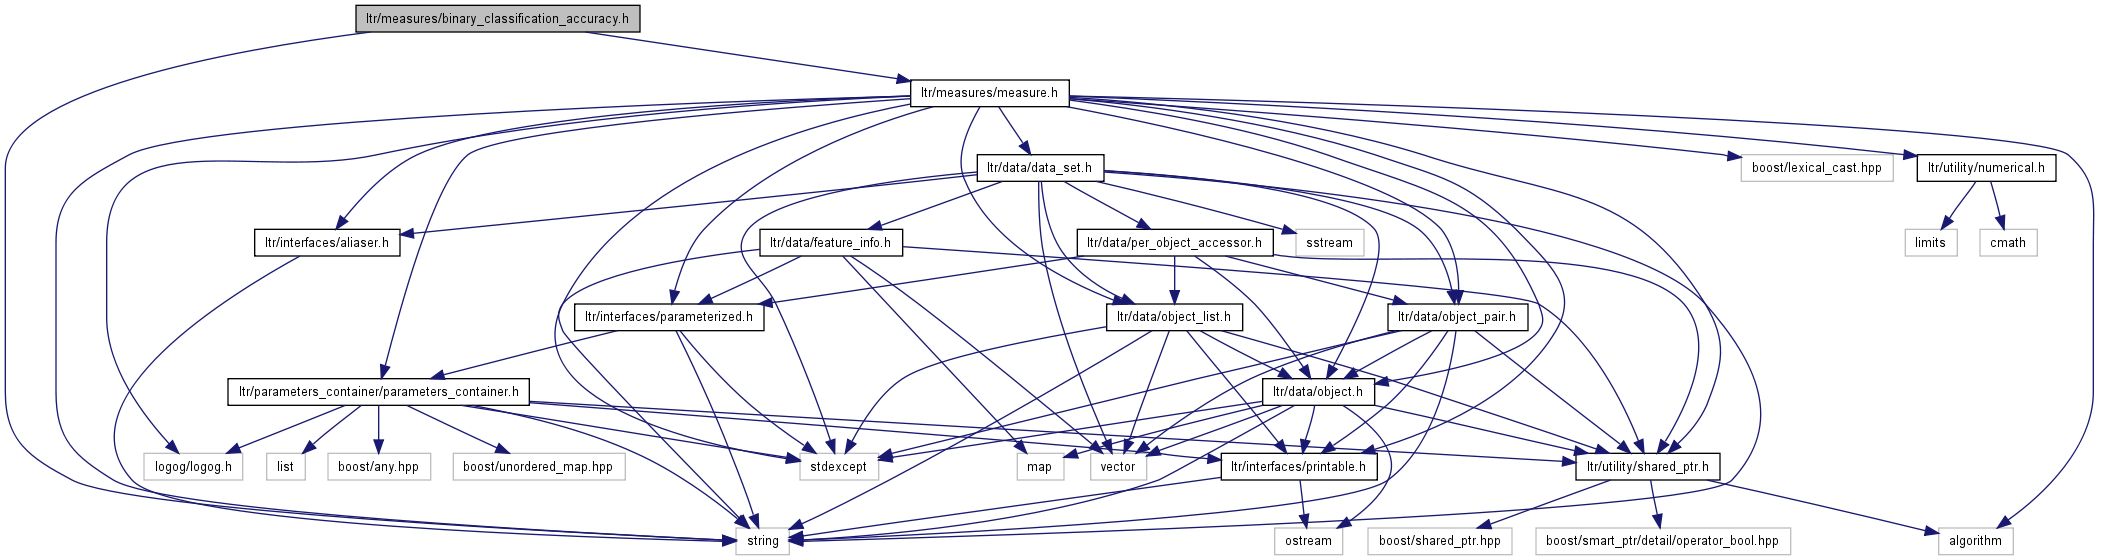 ltr/measures/binary_classification_accuracy.h
ltr/measures/measure.h
ltr/data/data_set.h
boost/lexical_cast.hpp
ltr/utility/numerical.h
ltr/interfaces/aliaser.h
ltr/data/feature_info.h
ltr/data/per_object_accessor.h
sstream
limits
cmath
ltr/interfaces/parameterized.h
ltr/data/object_list.h
ltr/data/object_pair.h
ltr/parameters_container/parameters_container.h
ltr/data/object.h
logog/logog.h
list
boost/any.hpp
boost/unordered_map.hpp
stdexcept
map
vector
ltr/interfaces/printable.h
ltr/utility/shared_ptr.h
string
ostream
boost/shared_ptr.hpp
boost/smart_ptr/detail/operator_bool.hpp
algorithm